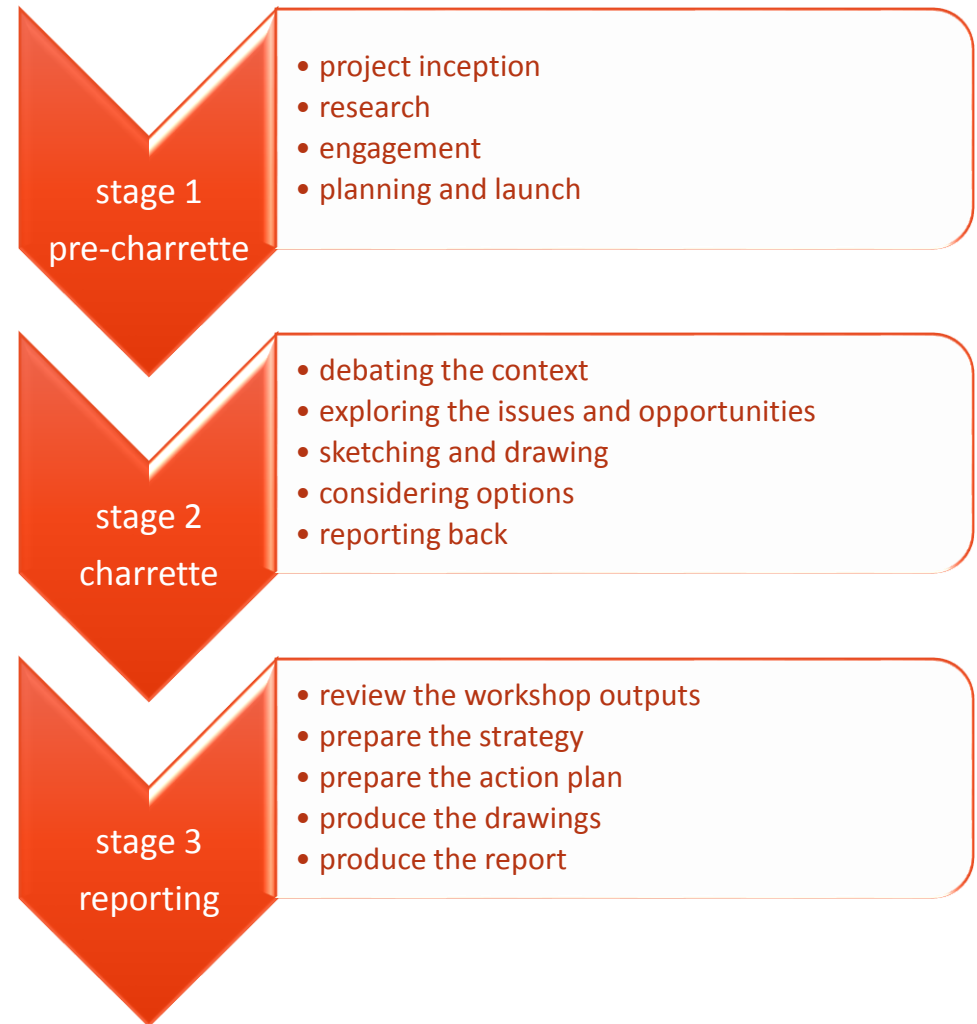 stage 1
pre-charrette
• project inception
• research
• engagement
• planning and launch
stage 2
charrette
• debating the context
• exploring the issues and opportunities
• sketching and drawing
• considering options
• reporting back
stage 3
reporting
• review the workshop outputs
• prepare the strategy
• prepare the action plan
• produce the drawings
• produce the report